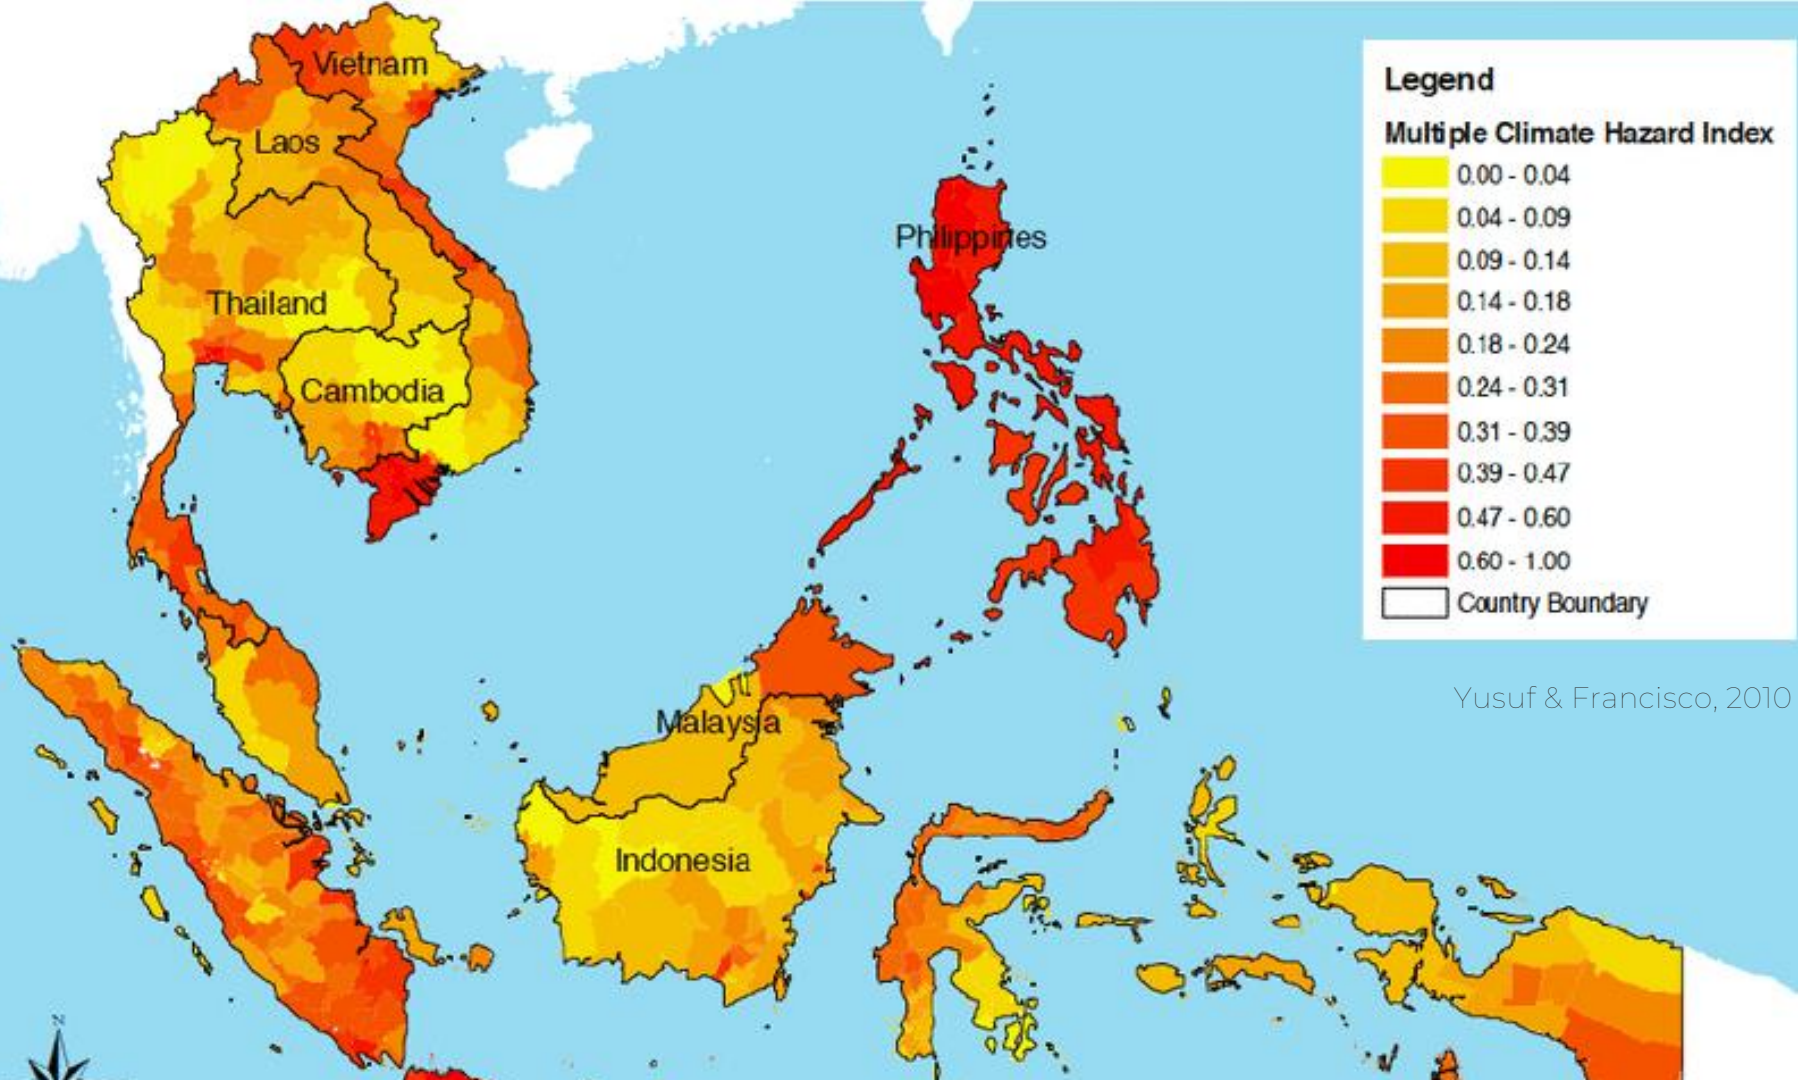 Vietnam
Laos
Thailand
Cambodia
Philippines
Malaysia
Indonesia
Legend
Multiple Climate Hazard Index
0.00 - 0.04
0.04 - 0.09
0.09 - 0.14
0.14 - 0.18
0.18 - 0.24
0.24 - 0.31
0.31 - 0.39
0.39 - 0.47
0.47 - 0.60
0.60 - 1.00
Country Boundary
Yusuf & Francisco, 2010
N